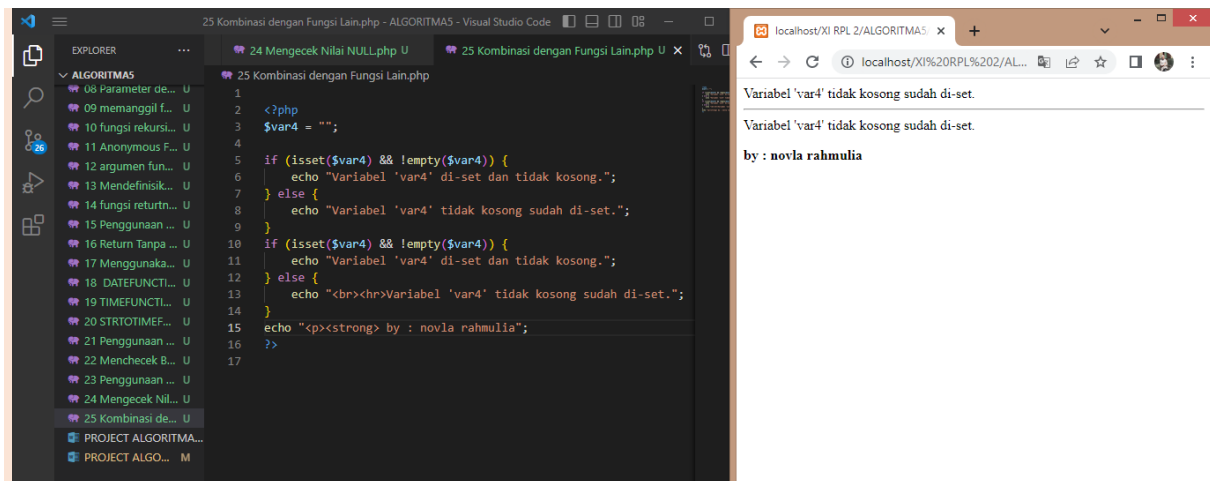 25 Kombinasi dengan Fungsi Lain.php - ALGORITMA5 - Visual Studio Code
EXPLORER
ALGORITMA5
08 Parameter de... U
09 memanggil f... U
10 fungsi rekursi... U
11 Anonymous F... U
12 argumen fun... U
13 Mendefinisik... U
14 fungsi returtn... U
15 Penggunaan ... U
16 Return Tanpa ... U
17 Menggunaka... U
18 DATEFUNCTI... U
19 TIMEFUNCTI... U
20 STRTOTIMEF... U
21 Penggunaan ... U
22 Menchecek B... U
23 Penggunaan ... U
24 Mengecek Nil... U
25 Kombinasi de... U
PROJECT ALGORITMA...
PROJECT ALGO... M
26
24 Mengecek Nilai NULL.php U
25 Kombinasi dengan Fungsi Lain.php U
25 Kombinasi dengan Fungsi Lain.php
1
2 <?php
3 $var4 = "";
4
5 if (isset($var4) && !empty($var4)) {
6 echo "Variabel 'var4' di-set dan tidak kosong.";
7 } else {
8 echo "Variabel 'var4' tidak kosong sudah di-set.";
9 }
10 if (isset($var4) && !empty($var4)) {
11 echo "Variabel 'var4' di-set dan tidak kosong.";
12 } else {
13 echo "<br><hr>Variabel 'var4' tidak kosong sudah di-set.";
14 }
15 echo "<p><strong> by : novla rahmulia";
16 ?>
17
localhost/XI RPL 2/ALGORITMA5/
localhost/XI%20RPL%202/AL...
Variabel 'var4' tidak kosong sudah di-set.
Variabel 'var4' tidak kosong sudah di-set.
by : novla rahmulia